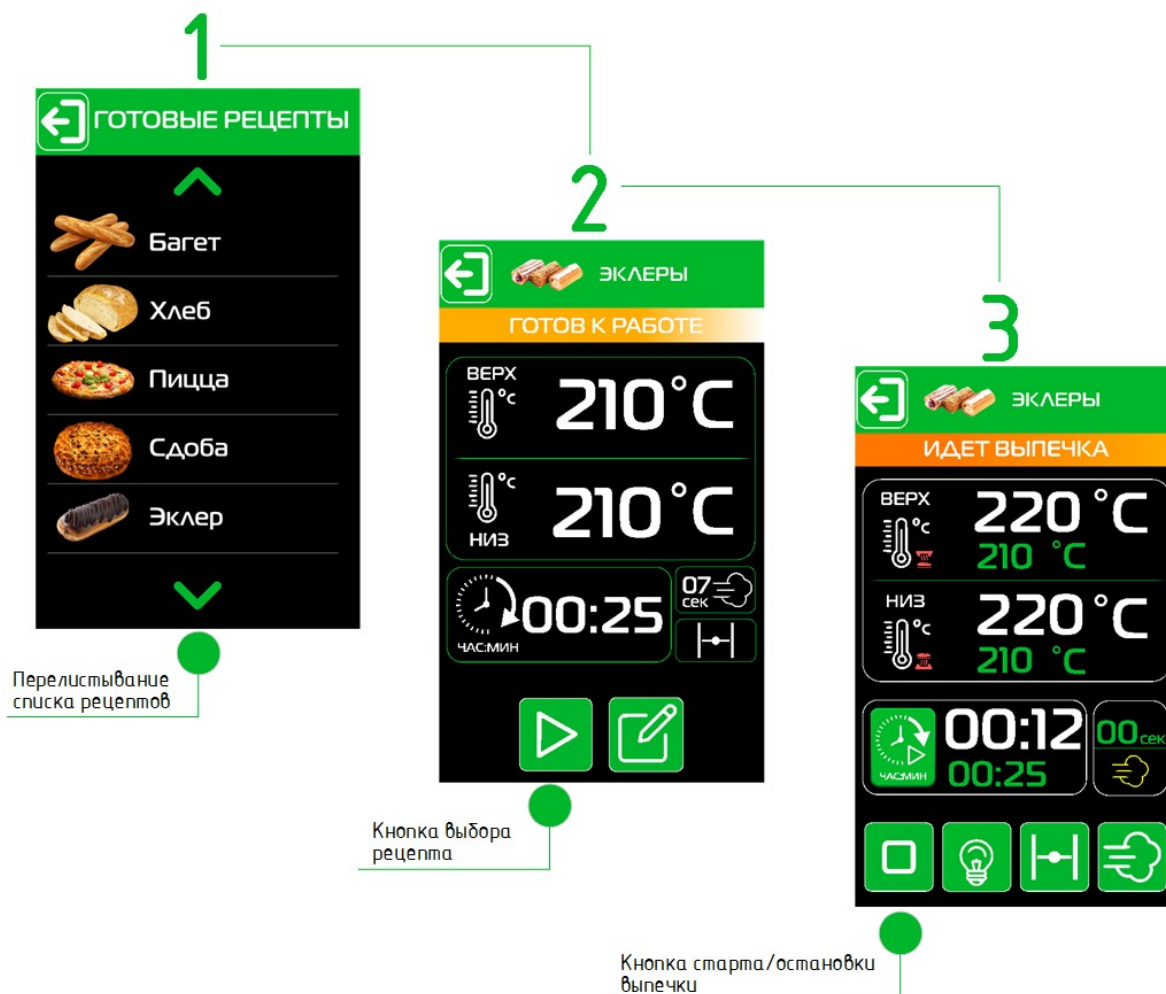 1
ГОТОВЫЕ РЕЦЕПТЫ
Багет
Хлеб
Пицца
Сдоба
Эклер
Перелистывание
списка рецептов
2
ЭКЛЕРЫ
ГОТОВ К РАБОТЕ
ВЕРХ
°C
210°C
°C
210°C
НИЗ
00:25
ЧАС:МИН
07
сек
Кнопка выбора
рецепта
3
ЭКЛЕРЫ
ИДЕТ ВЫПЕЧКА
ВЕРХ
°C
220°C
210 °C
НИЗ
°C
220°C
210 °C
00:12
ЧАС:МИН
00:25
00 сек
Кнопка старта/остановки
выпечки